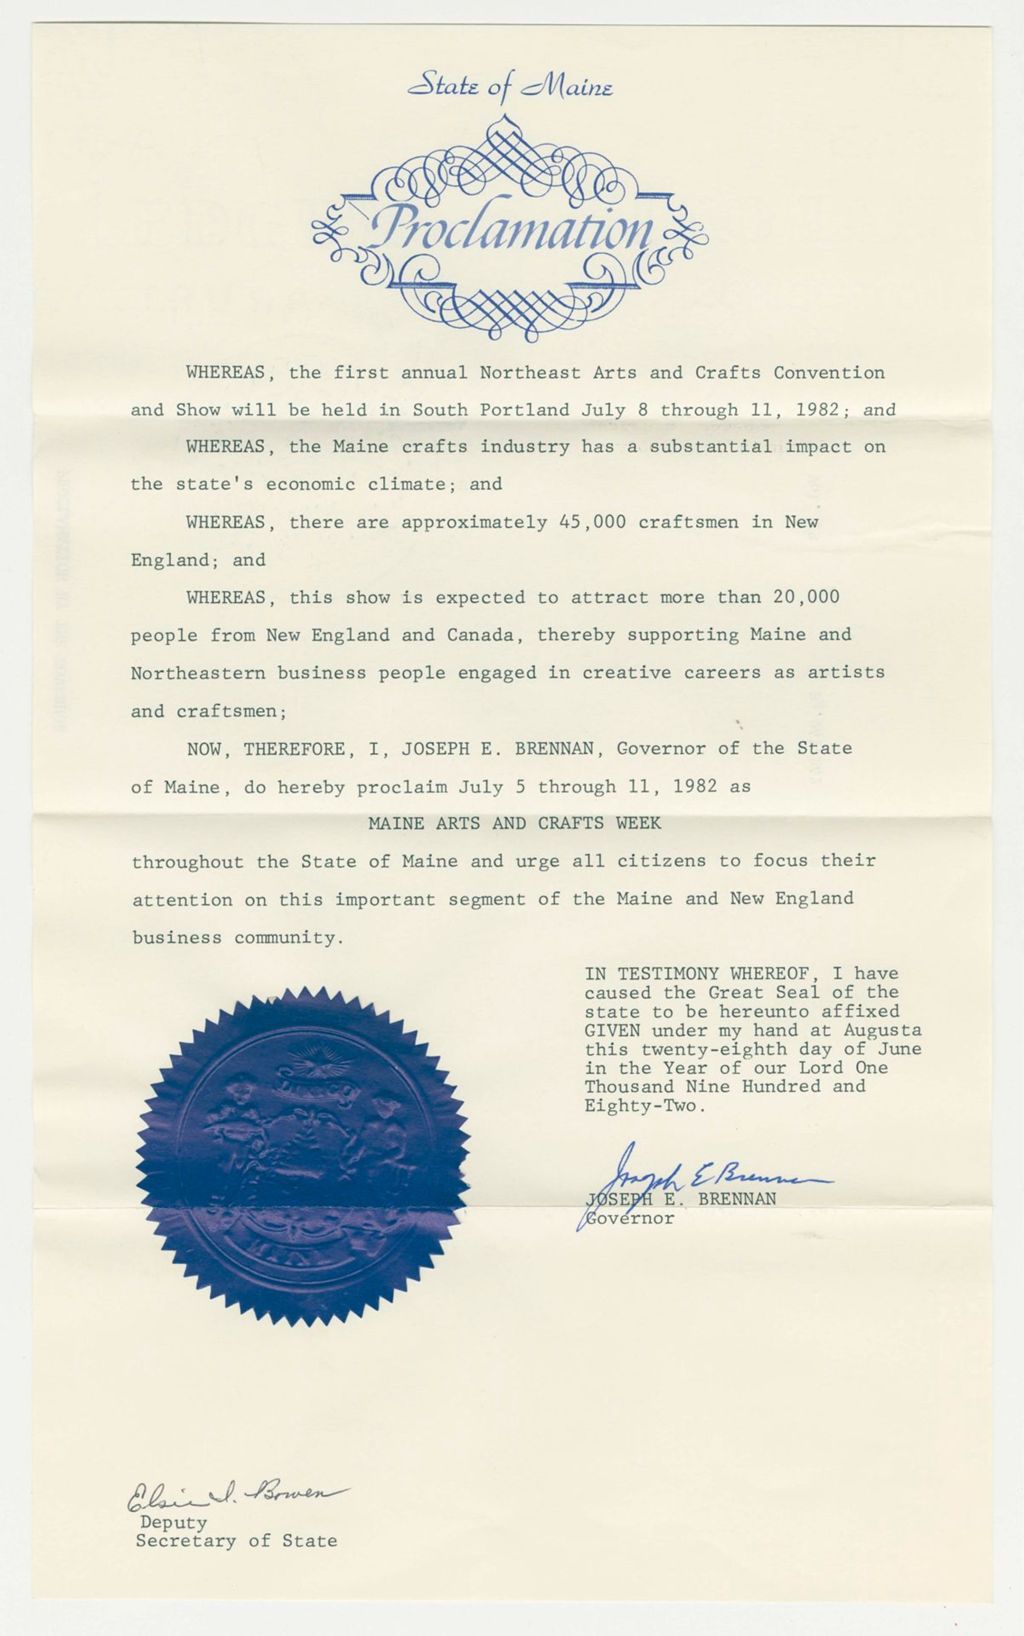 State of Maine
Proclamation
WHEREAS, the first annual Northeast Arts and Crafts Convention
and Show will be held in South Portland July 8 through 11, 1982; and
WHEREAS, the Maine crafts industry has a substantial impact on
the state's economic climate; and
WHEREAS, there are approximately 45,000 craftsmen in New
England; and
WHEREAS, this show is expected to attract more than 20,000
people from New England and Canada, thereby supporting Maine and
Northeastern business people engaged in creative careers as artists
and craftsmen;
NOW, THEREFORE, I, JOSEPH E. BRENNAN, Governor of the State
of Maine, do hereby proclaim July 5 through 11, 1982 as
MAINE ARTS AND CRAFTS WEEK
throughout the State of Maine and urge all citizens to focus their
attention on this important segment of the Maine and New England
business community.
IN TESTIMONY WHEREOF, I have
caused the Great Seal of the
state to be hereunto affixed
GIVEN under my hand at Augusta
this twenty-eighth day of June
in the Year of our Lord One
Thousand Nine Hundred and
Eighty-Two.
Joseph E Brennan
JOSEPH E. BRENNAN
Governor
Elsie I. Bowen
Deputy
Secretary of State